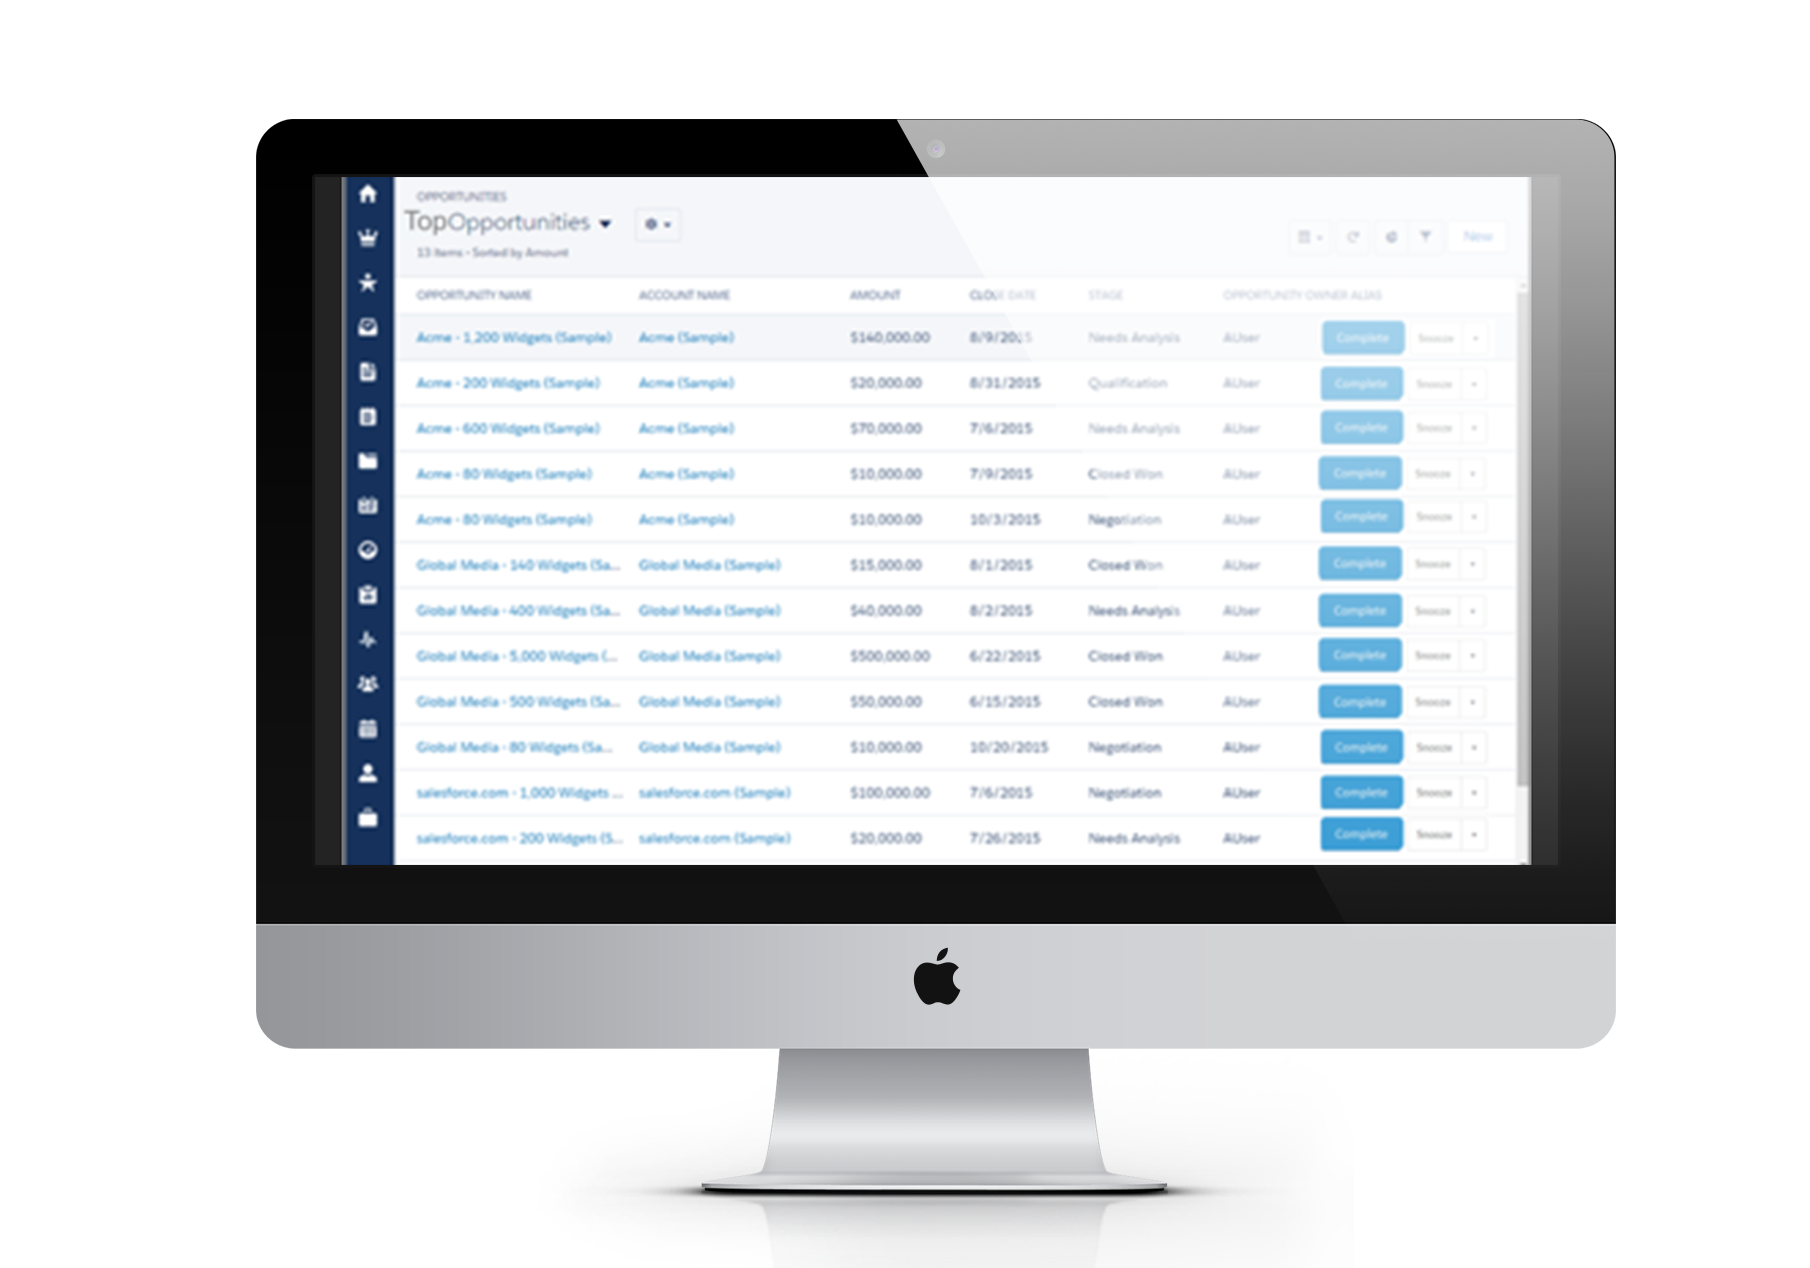 OPPORTUNITIES
TopOpportunities
13 items • Sorted by Amount
New
OPPORTUNITY NAME ACCOUNT NAME AMOUNT CLOSE DATE STAGE OPPORTUNITY OWNER ALIAS
Acme - 1,200 Widgets (Sample) Acme (Sample) $140,000.00 8/9/2015 Needs Analysis AUser Complete Snooze
Acme - 200 Widgets (Sample) Acme (Sample) $20,000.00 8/31/2015 Qualification AUser Complete Snooze
Acme - 600 Widgets (Sample) Acme (Sample) $70,000.00 7/6/2015 Needs Analysis AUser Complete Snooze
Acme - 80 Widgets (Sample) Acme (Sample) $10,000.00 7/9/2015 Closed Won AUser Complete Snooze
Acme - 80 Widgets (Sample) Acme (Sample) $10,000.00 10/3/2015 Negotiation AUser Complete Snooze
Global Media - 140 Widgets (Sa... Global Media (Sample) $15,000.00 8/1/2015 Closed Won AUser Complete Snooze
Global Media - 400 Widgets (Sa... Global Media (Sample) $40,000.00 8/2/2015 Needs Analysis AUser Complete Snooze
Global Media - 5,000 Widgets (... Global Media (Sample) $500,000.00 6/22/2015 Closed Won AUser Complete Snooze
Global Media - 500 Widgets (Sa... Global Media (Sample) $50,000.00 6/15/2015 Closed Won AUser Complete Snooze
Global Media - 80 Widgets (Sa... Global Media (Sample) $10,000.00 10/20/2015 Negotiation AUser Complete Snooze
salesforce.com - 1,000 Widgets ... salesforce.com (Sample) $100,000.00 7/6/2015 Negotiation AUser Complete Snooze
salesforce.com - 200 Widgets (S... salesforce.com (Sample) $20,000.00 7/26/2015 Needs Analysis AUser Complete Snooze